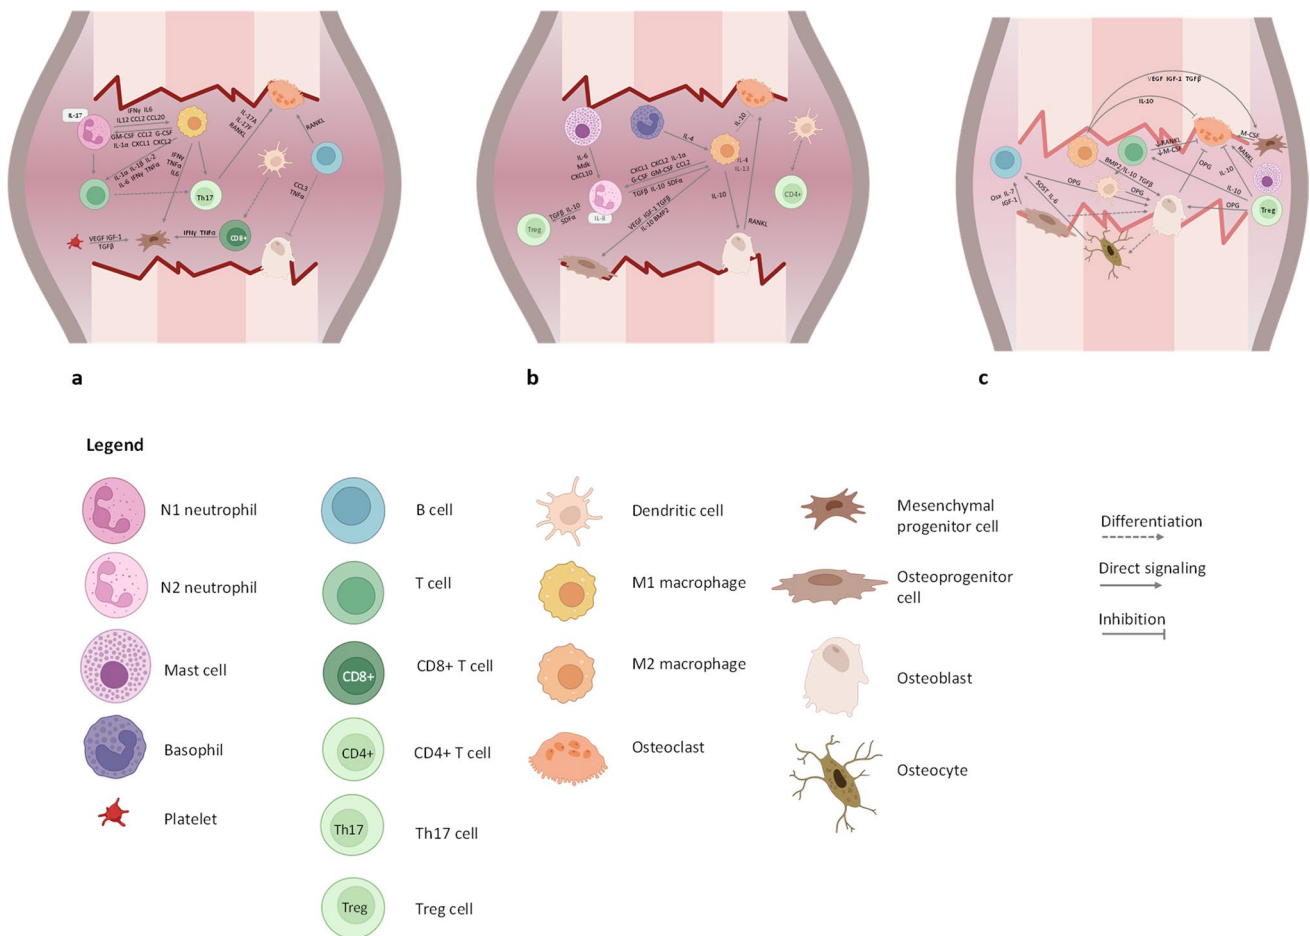 IL-17
IFNγ IL6
IL12 CCL2 CCL20
GM-CSF CCL2 G-CSF
IL-1α CXCL1 CXCL2
IL-1α IL-1β IL-2
IL-6 IFNγ TNFα
IFNγ
TNFα
IL6
IL-17A
IL-17F
RANKL
RANKL
Th17
CCL3
TNFα
VEGF IGF-1
TGFβ
IFNγ TNFα
CD8+
a
IL-6
Mdk
CXCL10
IL-4
IL-10
IL-4
IL-13
CXCL1 CXCL2 IL-1α
G-CSF GM-CSF CCL2
TGFβ IL-10 SDFα
IL-8
TGFβ IL-10
SDFα
Treg
VEGF IGF-1 TGFβ
IL-10 BMP2
IL-10
RANKL
CD4+
b
VEGF IGF-1 TGFβ
IL-10
↓RANKL
↓M-CSF
M-CSF
RANKL
BMP2 IL-10 TGFβ
OPG
OPG
OPG
IL-10
IL-10
OPG
Osx IL-7
IGF-1
SOST IL-6
Treg
c
Legend
N1 neutrophil
N2 neutrophil
Mast cell
Basophil
Platelet
B cell
T cell
CD8+
CD8+ T cell
CD4+
CD4+ T cell
Th17
Th17 cell
Treg
Treg cell
Dendritic cell
M1 macrophage
M2 macrophage
Osteoclast
Mesenchymal
progenitor cell
Osteoprogenitor
cell
Osteoblast
Osteocyte
Differentiation
Direct signaling
Inhibition